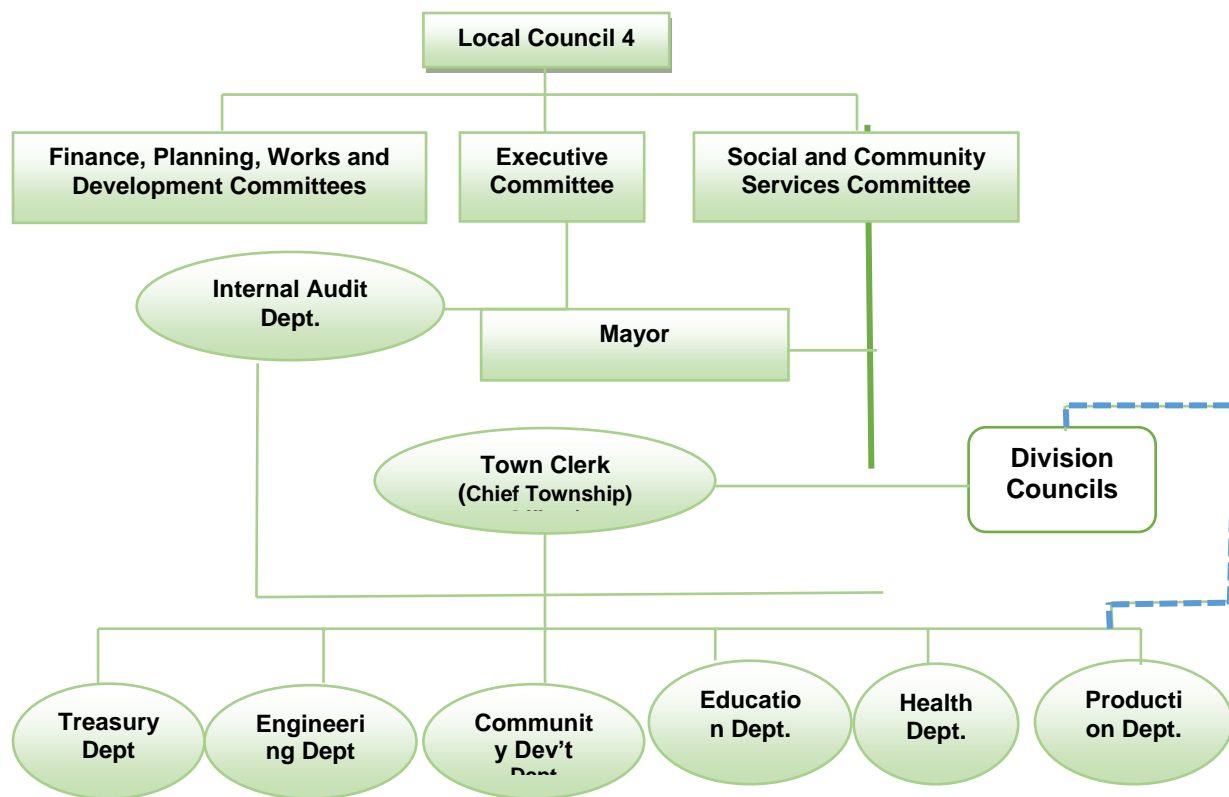 Local Council 4
Finance, Planning, Works and
Development Committees
Executive
Committee
Social and Community
Services Committee
Internal Audit
Dept.
Mayor
Town Clerk
(Chief Township)
Division
Councils
Treasury
Dept
Engineeri
ng Dept
Communit
y Dev’t
Dept
Educatio
n Dept.
Health
Dept.
Producti
on Dept.